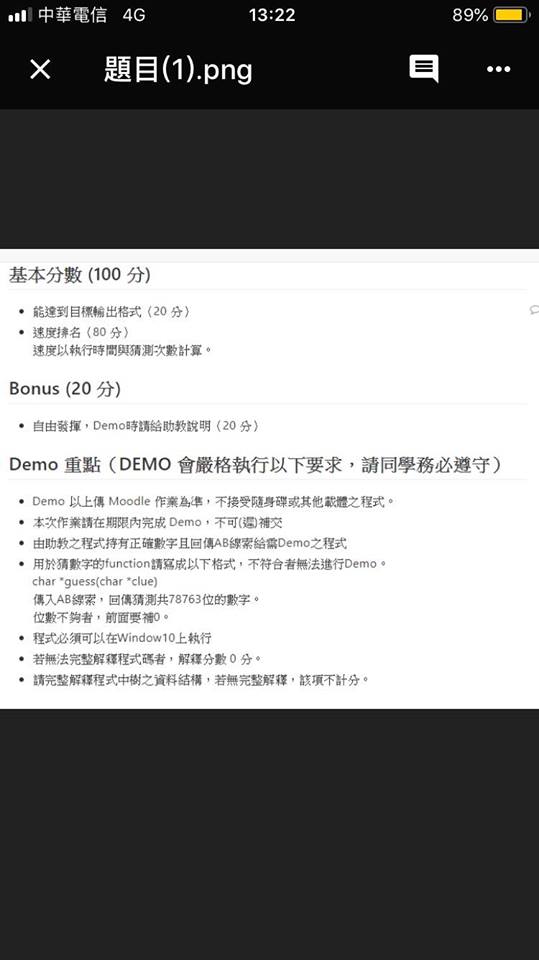 中華電信 4G 13:22 89%
題目(1).png
基本分數 (100 分)
能達到目標輸出格式（20 分）
速度排名（80 分）
速度以執行時間與猜測次數計算。
Bonus (20 分)
自由發揮，Demo時請給助教說明（20 分）
Demo 重點（DEMO 會嚴格執行以下要求，請同學務必遵守）
Demo 以上傳 Moodle 作業為準，不接受隨身碟或其他載體之程式。
本次作業請在期限內完成 Demo，不可(遲)補交
由助教之程式持有正確數字且回傳AB線索給需Demo之程式
用於猜數字的function請寫成以下格式，不符合者無法進行Demo。
char *guess(char *clue)
傳入AB線索，回傳猜測共78763位的數字。
位數不夠者，前面要補0。
程式必須可以在Window10上執行
若無法完整解釋程式碼者，解釋分數 0 分。
請完整解釋程式中樹之資料結構，若無完整解釋，該項不計分。